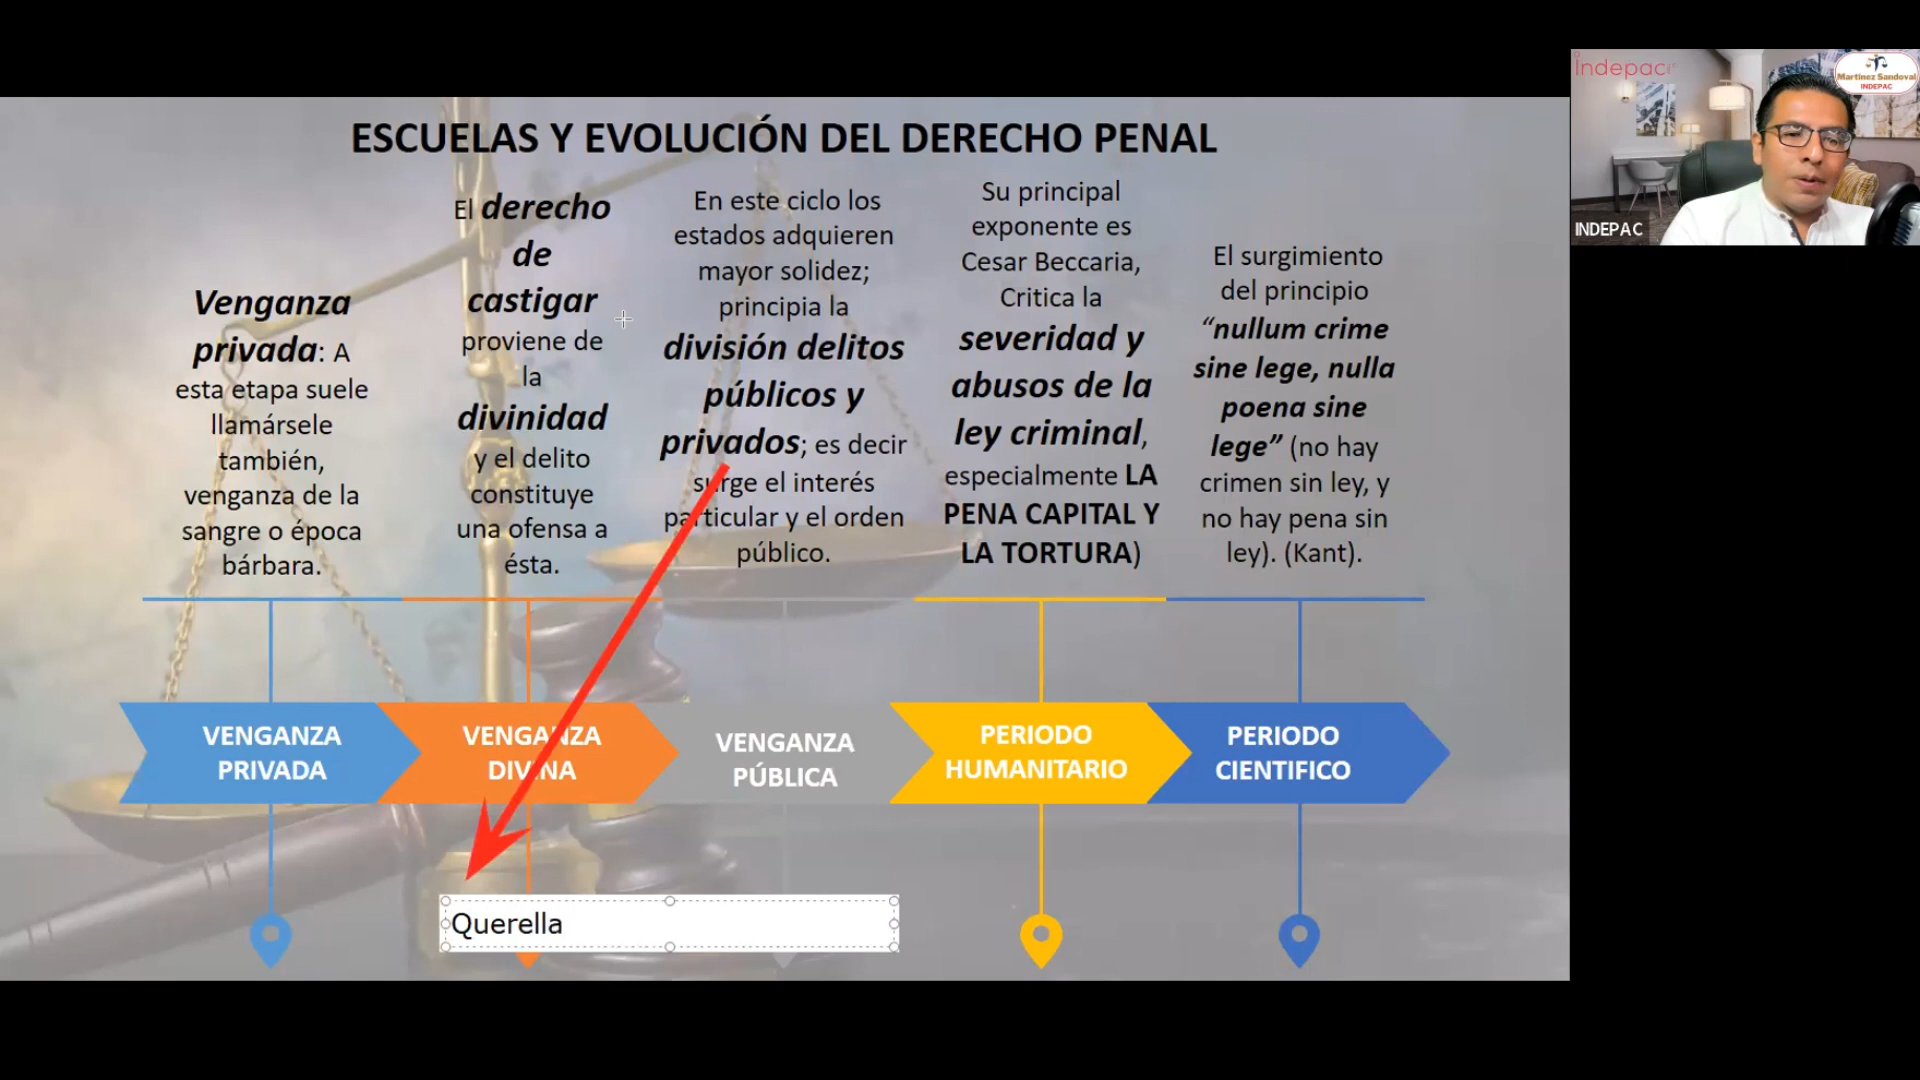 ESCUELAS Y EVOLUCIÓN DEL DERECHO PENAL
Venganza
privada: A
esta etapa suele
llamársele
también,
venganza de la
sangre o época
bárbara.
El derecho
de
castigar
proviene de
la
divinidad
y el delito
constituye
una ofensa a
ésta.
En este ciclo los
estados adquieren
mayor solidez;
principia la
división delitos
públicos y
privados; es decir
surge el interés
particular y el orden
público.
Su principal
exponente es
Cesar Beccaria,
Critica la
severidad y
abusos de la
ley criminal,
especialmente LA
PENA CAPITAL Y
LA TORTURA)
El surgimiento
del principio
“nullum crime
sine lege, nulla
poena sine
lege” (no hay
crimen sin ley, y
no hay pena sin
ley). (Kant).
VENGANZA
PRIVADA
VENGANZA
DIVINA
VENGANZA
PÚBLICA
PERIODO
HUMANITARIO
PERIODO
CIENTIFICO
Querella
Indepac
Martínez Sandoval
INDEPAC
INDEPAC